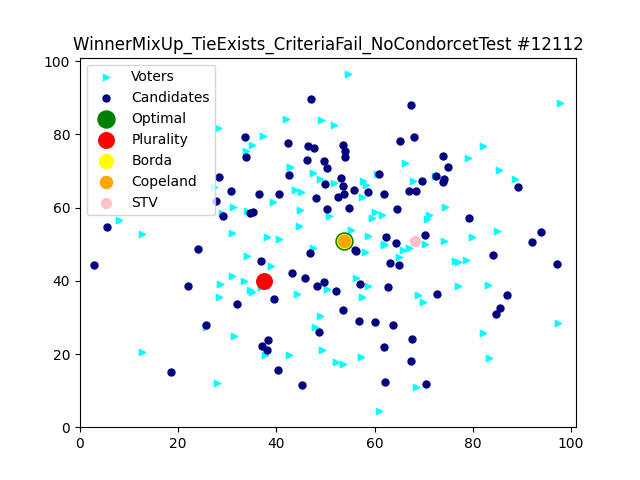 WinnerMixUp_TieExists_CriteriaFail_NoCondorcetTest #12112
100
80
60
40
20
0
0 20 40 60 80 100
Voters
Candidates
Optimal
Plurality
Borda
Copeland
STV